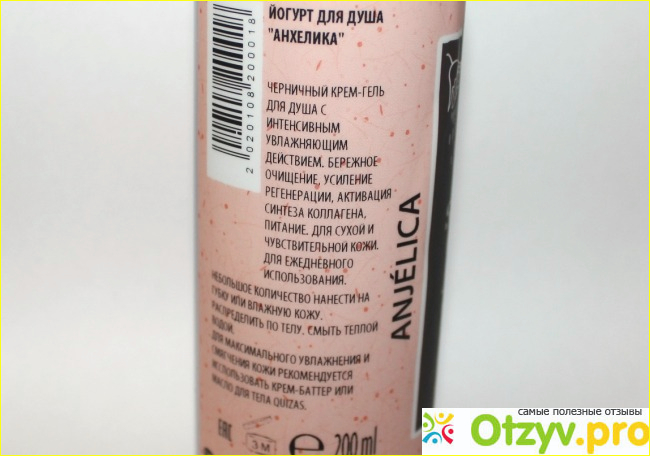 ЙОГУРТ ДЛЯ ДУША
"АНХЕЛИКА"
ЧЕРНИЧНЫЙ КРЕМ-ГЕЛЬ
ДЛЯ ДУША С
ИНТЕНСИВНЫМ
УВЛАЖНЯЮЩИМ
ДЕЙСТВИЕМ. БЕРЕЖНОЕ
ОЧИЩЕНИЕ, УСИЛЕНИЕ
РЕГЕНЕРАЦИИ, АКТИВАЦИЯ
СИНТЕЗА КОЛЛАГЕНА,
ПИТАНИЕ. ДЛЯ СУХОЙ И
ЧУВСТВИТЕЛЬНОЙ КОЖИ.
ДЛЯ ЕЖЕДНЕВНОГО
ИСПОЛЬЗОВАНИЯ.
НЕБОЛЬШОЕ КОЛИЧЕСТВО НАНЕСТИ НА
ГУБКУ ИЛИ ВЛАЖНУЮ КОЖУ.
РАСПРЕДЕЛИТЬ ПО ТЕЛУ. СМЫТЬ ТЕПЛОЙ
ВОДОЙ.
ДЛЯ МАКСИМАЛЬНОГО УВЛАЖНЕНИЯ И
СМЯГЧЕНИЯ КОЖИ РЕКОМЕНДУЕТСЯ
ИСПОЛЬЗОВАТЬ КРЕМ-БАТТЕР ИЛИ
МАСЛО ДЛЯ ТЕЛА QUIZAS.
3 М
200 ml
2 020108 200018
ANJÉLICA
самые полезные отзывы
Otzyv.pro